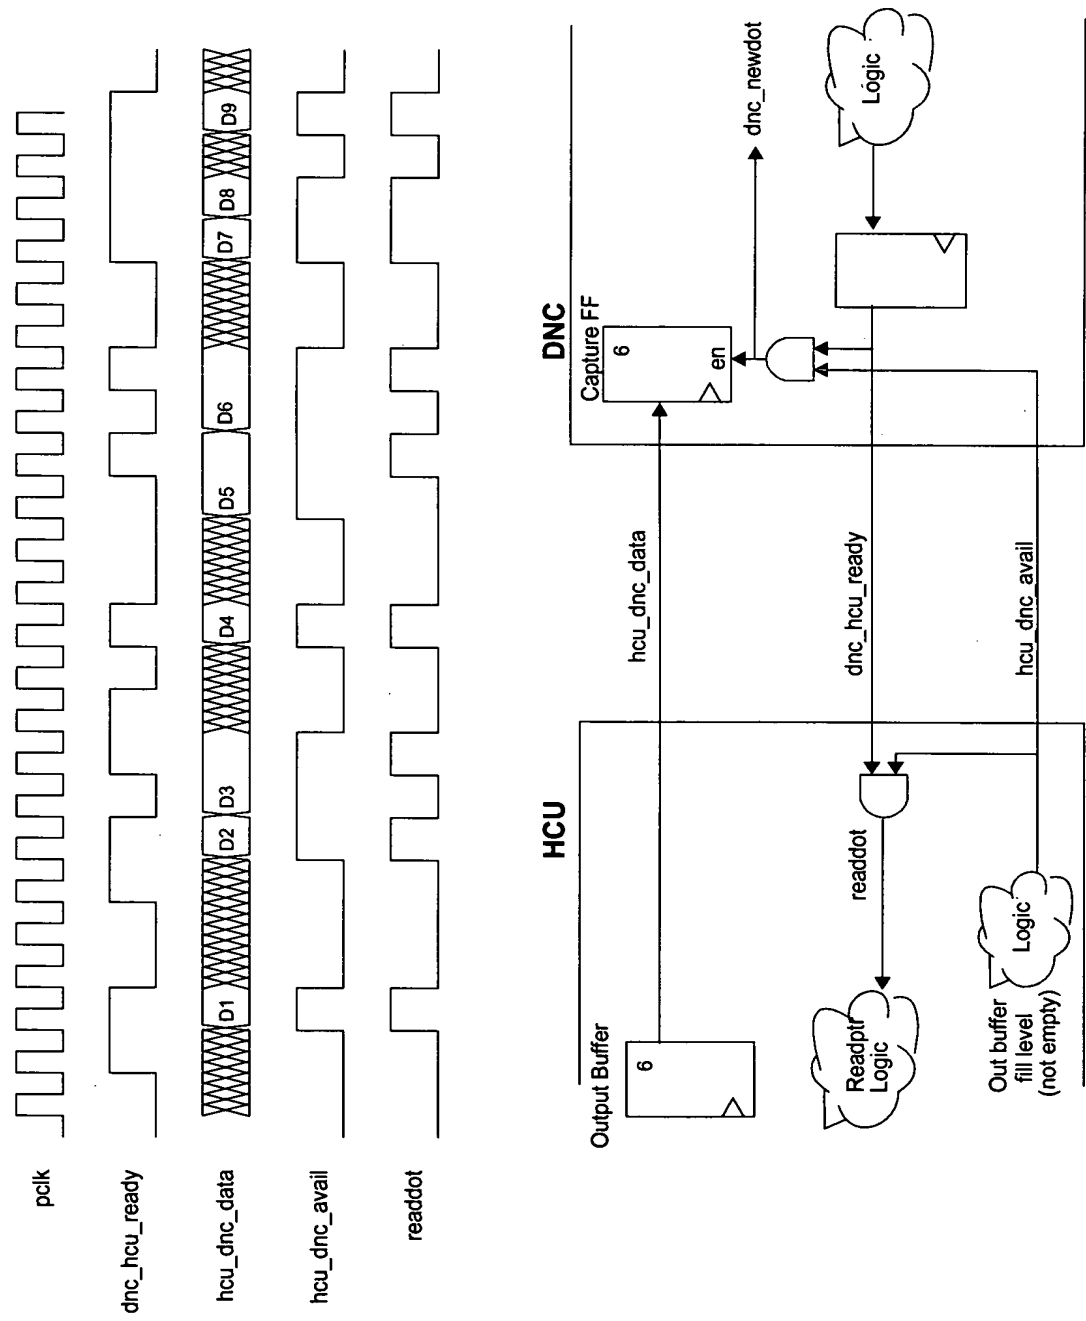 pclk
dnc_hcu_ready
hcu_dnc_data
D1
D2
D3
D4
D5
D6
D7
D8
D9
hcu_dnc_avail
readdot
HCU
DNC
Output Buffer
6
hcu_dnc_data
Capture FF
6
en
dnc_newdot
Readptr
Logic
readdot
dnc_hcu_ready
Logic
Out buffer
fill level
(not empty)
Logic
hcu_dnc_avail